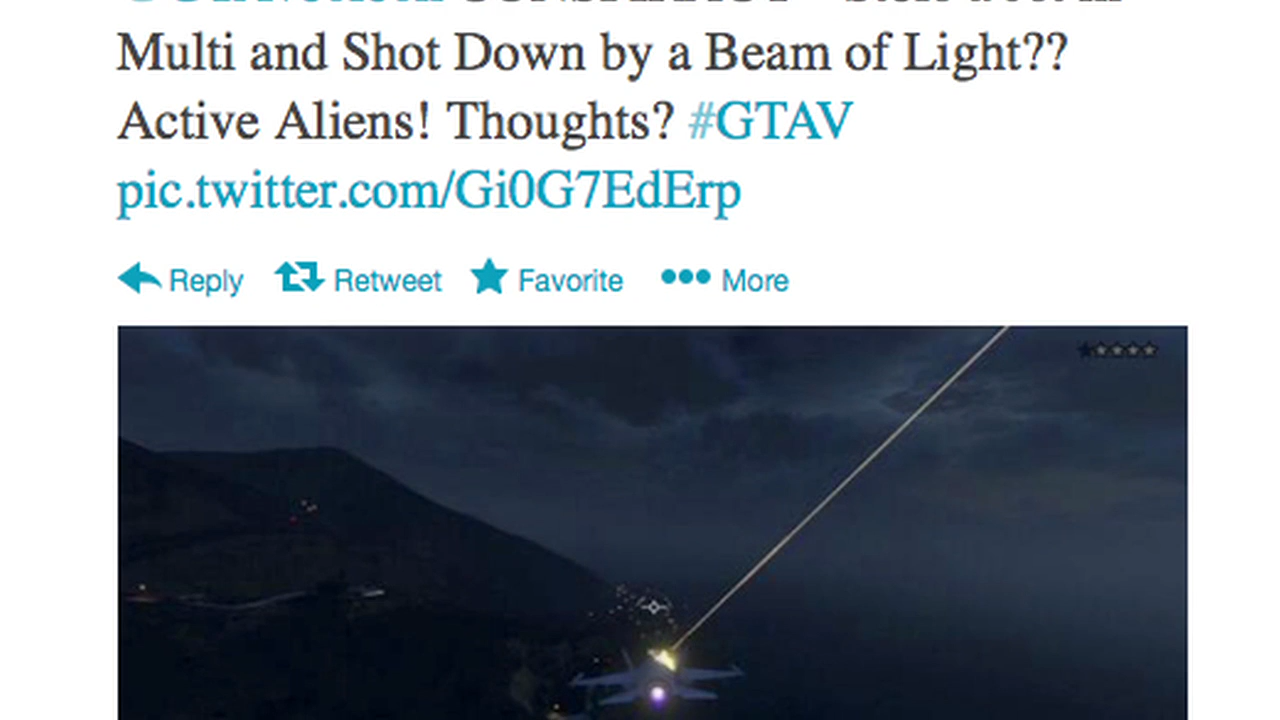 Multi and Shot Down by a Beam of Light??
Active Aliens! Thoughts? #GTAV
pic.twitter.com/Gi0G7EdErp
Reply Retweet Favorite More